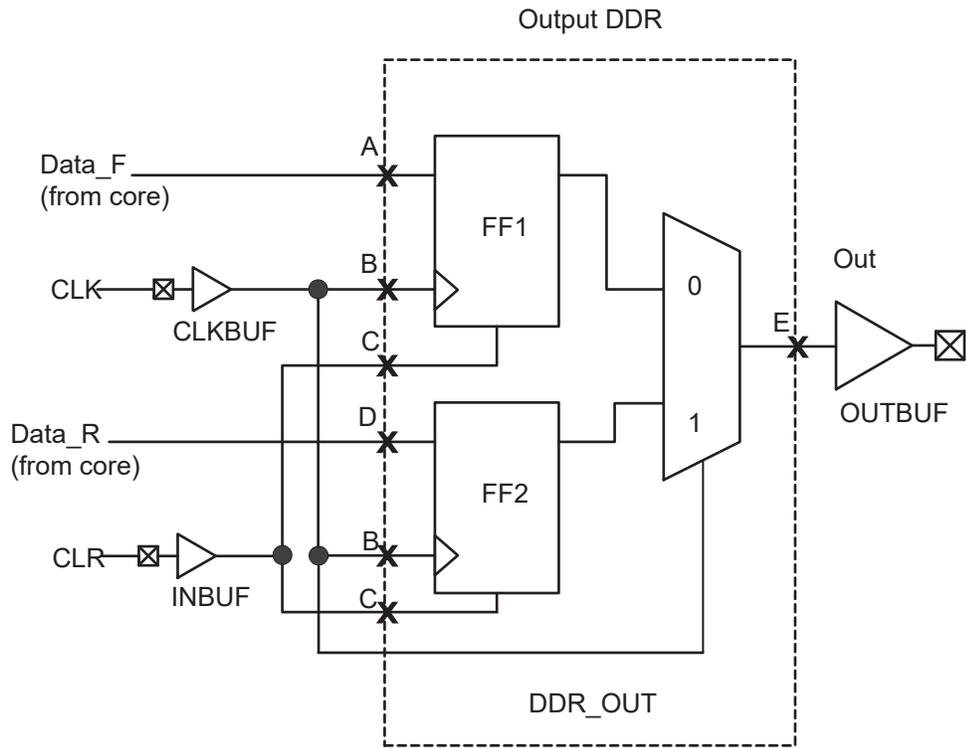 Output DDR
A
Data_F
(from core)
FF1
B
CLK
CLKBUF
0
Out
C
E
D
1
OUTBUF
Data_R
(from core)
FF2
B
CLR
INBUF
C
DDR_OUT